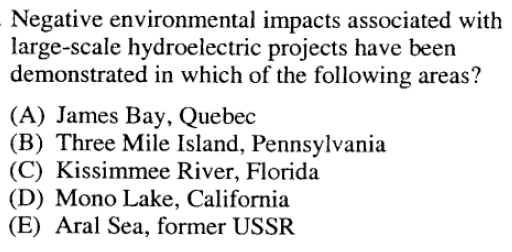 Negative environmental impacts associated with
large-scale hydroelectric projects have been
demonstrated in which of the following areas?
(A) James Bay, Quebec
(B) Three Mile Island, Pennsylvania
(C) Kissimmee River, Florida
(D) Mono Lake, California
(E) Aral Sea, former USSR